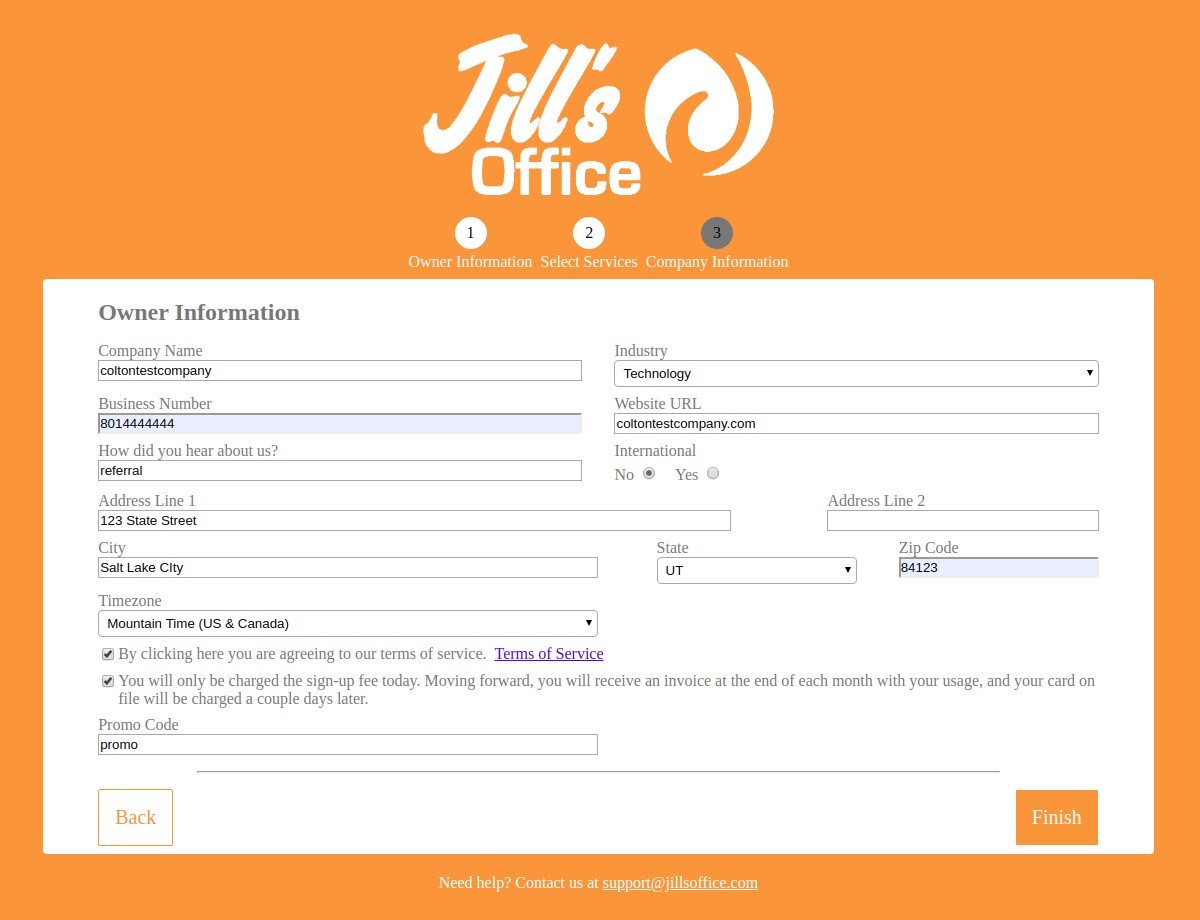 Jill's
Office
1 2 3
Owner Information Select Services Company Information
Owner Information
Company Name Industry
coltontestcompany Technology
Business Number Website URL
8014444444 coltontestcompany.com
How did you hear about us? International
referral No Yes
Address Line 1 Address Line 2
123 State Street
City State Zip Code
Salt Lake CIty UT 84123
Timezone
Mountain Time (US & Canada)
By clicking here you are agreeing to our terms of service. Terms of Service
You will only be charged the sign-up fee today. Moving forward, you will receive an invoice at the end of each month with your usage, and your card on
file will be charged a couple days later.
Promo Code
promo
Back Finish
Need help? Contact us at support@jillsoffice.com